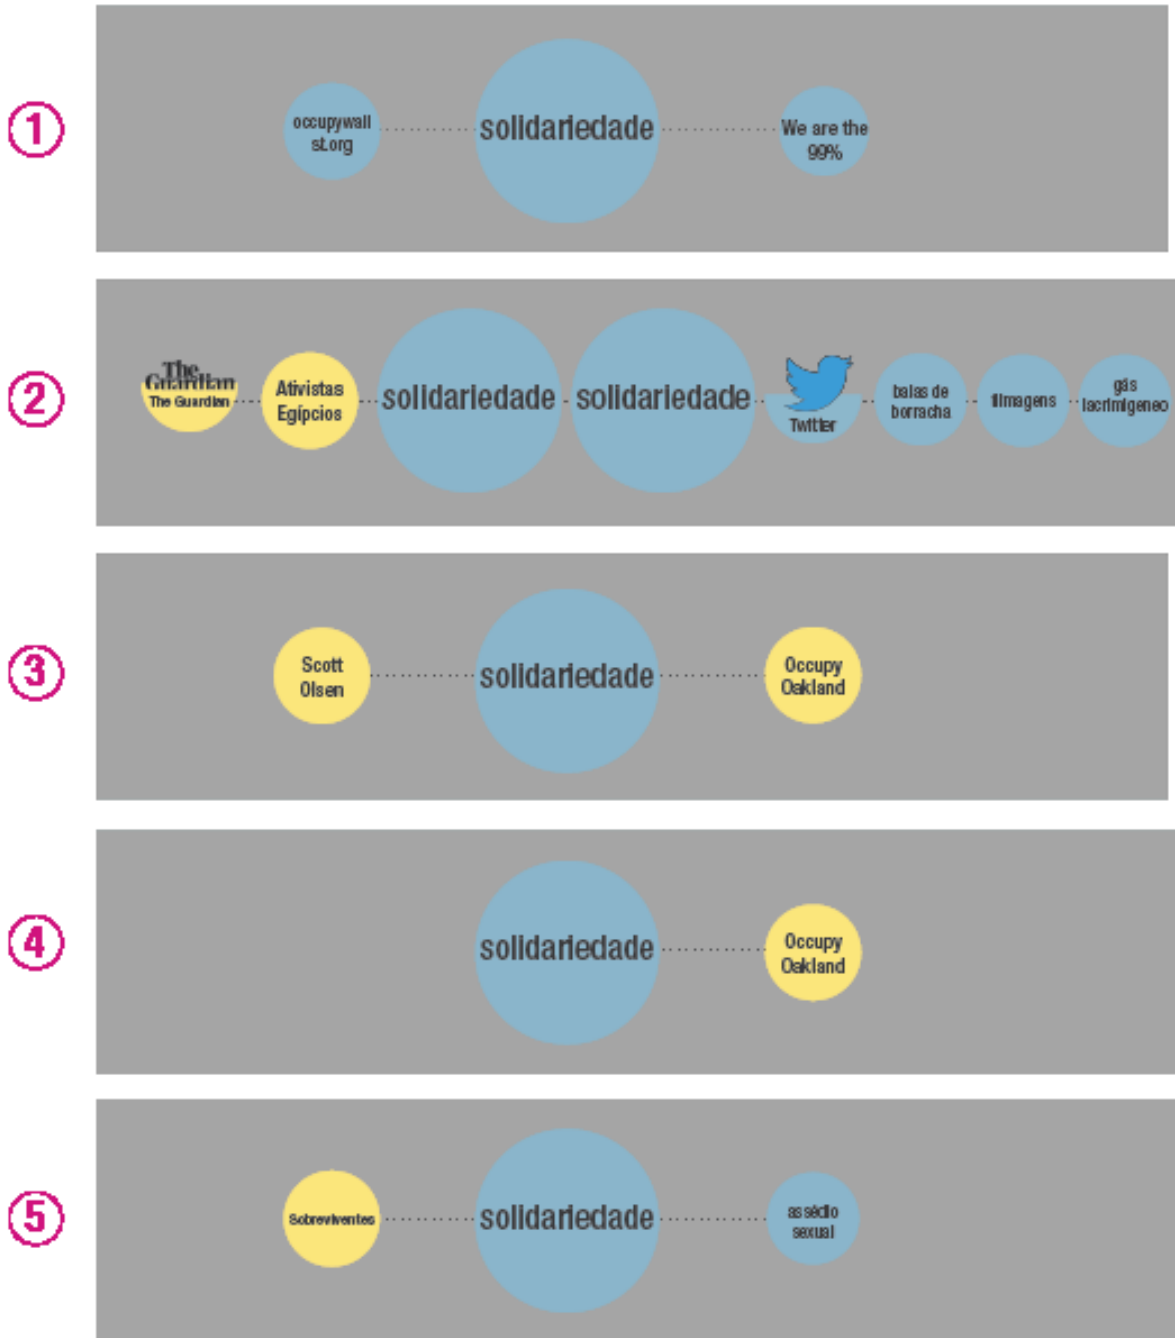 1
occupywall
st.org
solidariedade
We are the
99%
2
The
Guardian
The Guardian
Ativistas
Egípcios
solidariedade
solidariedade
Twitter
balas de
borracha
filmagens
gás
lacrimigeneo
3
Scott
Olsen
solidariedade
Occupy
Oakland
4
solidariedade
Occupy
Oakland
5
Sobreviventes
solidariedade
assédio
sexual